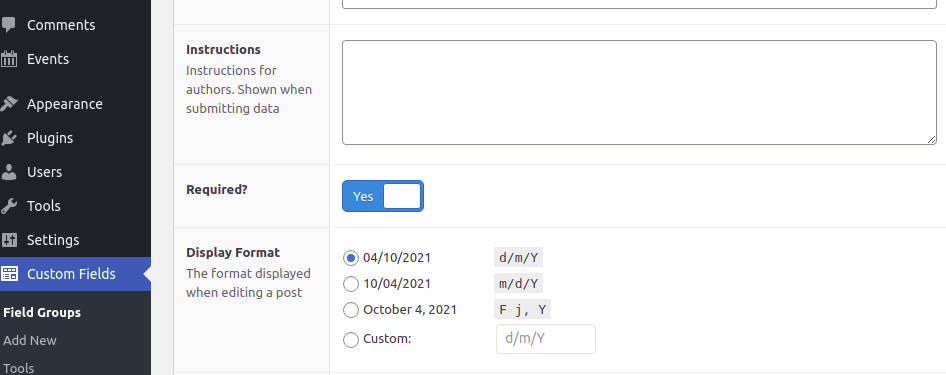 Comments
Events
Appearance
Plugins
Users
Tools
Settings
Custom Fields
Field Groups
Add New
Tools
Instructions
Instructions for
authors. Shown when
submitting data
Required?
Yes
Display Format
The format displayed
when editing a post
04/10/2021 d/m/Y
10/04/2021 m/d/Y
October 4, 2021 F j, Y
Custom: d/m/Y